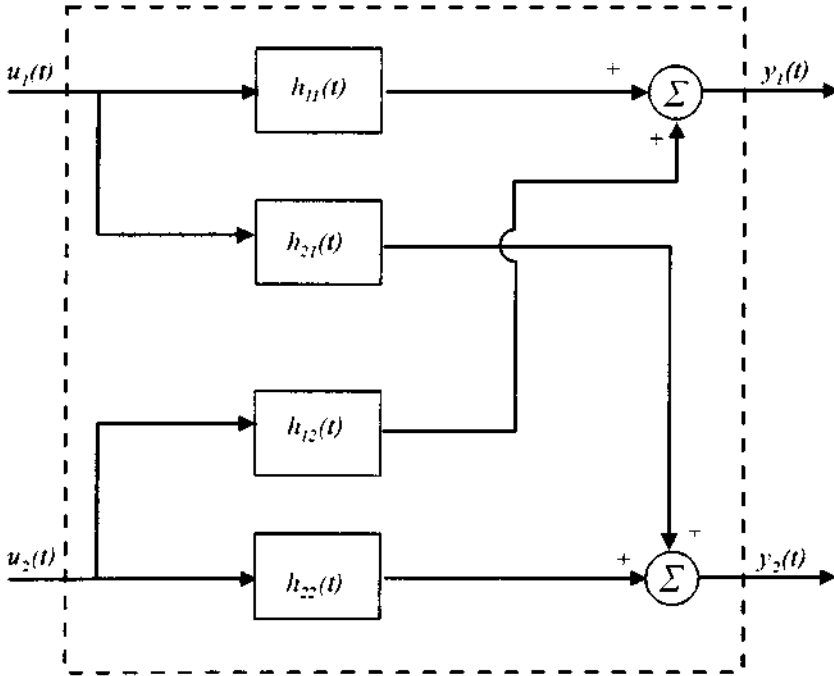 u₁(t)
h₁₁(t)
+
Σ
y₁(t)
+
h₂₁(t)
h₁₂(t)
+
u₂(t)
h₂₂(t)
+
Σ
y₂(t)